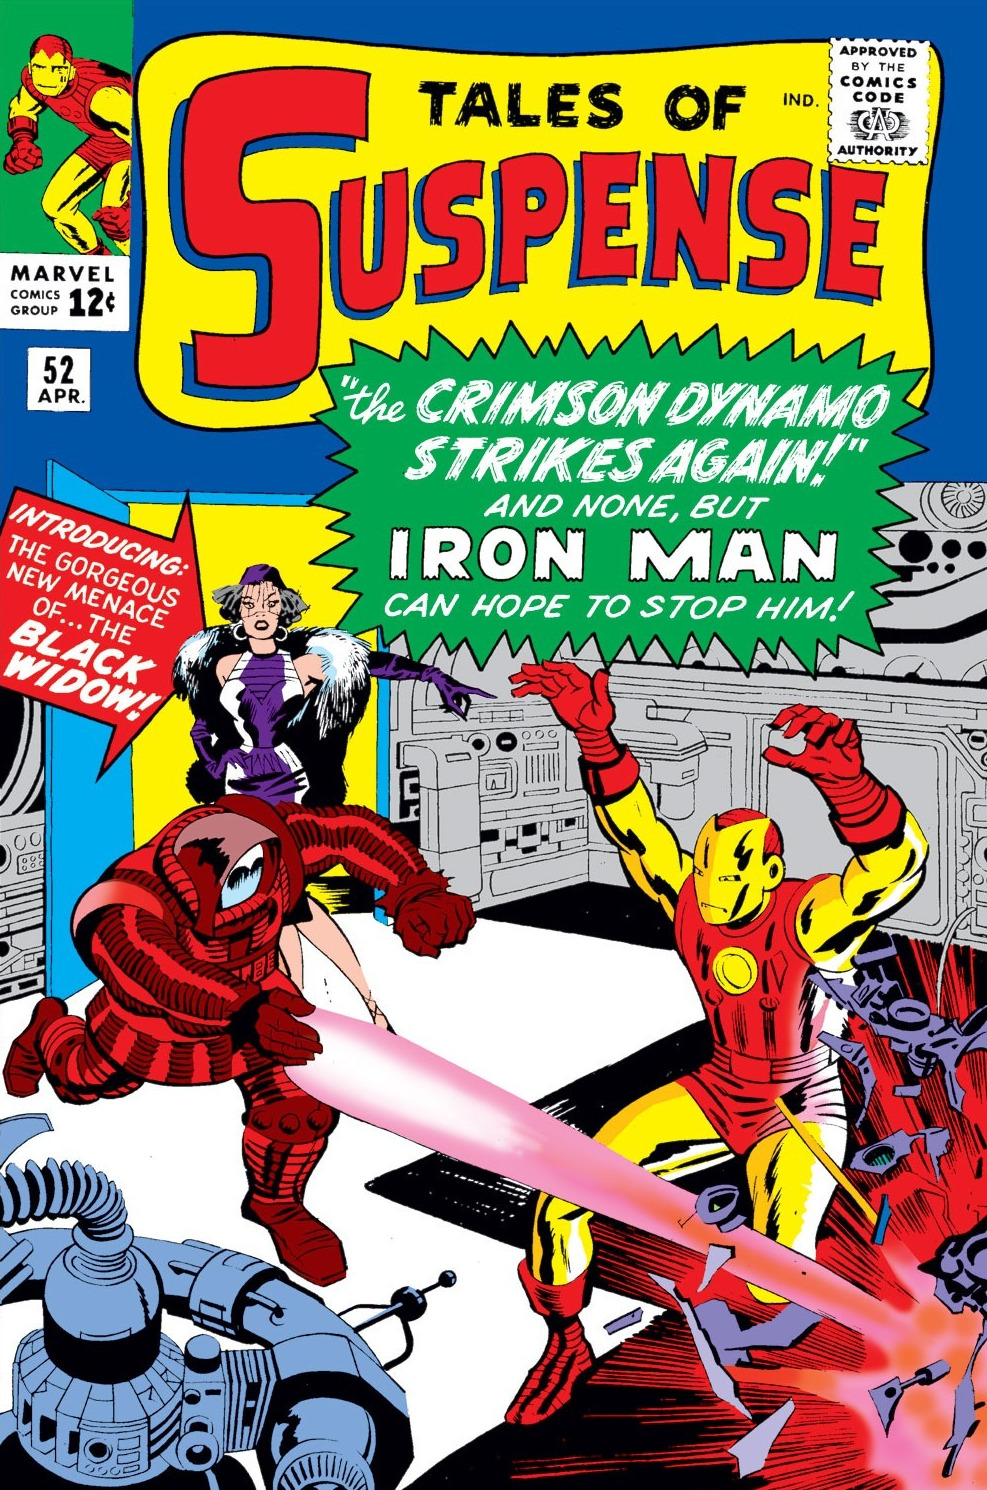 TALES OF
SUSPENSE
IND.
APPROVED
BY THE
COMICS
CODE
CA
AUTHORITY
MARVEL
COMICS
GROUP 12¢
52
APR.
"the CRIMSON DYNAMO
STRIKES AGAIN!"
AND NONE, BUT
IRON MAN
CAN HOPE TO STOP HIM!
INTRODUCING:
THE GORGEOUS
NEW MENACE
OF...THE
BLACK
WIDOW!